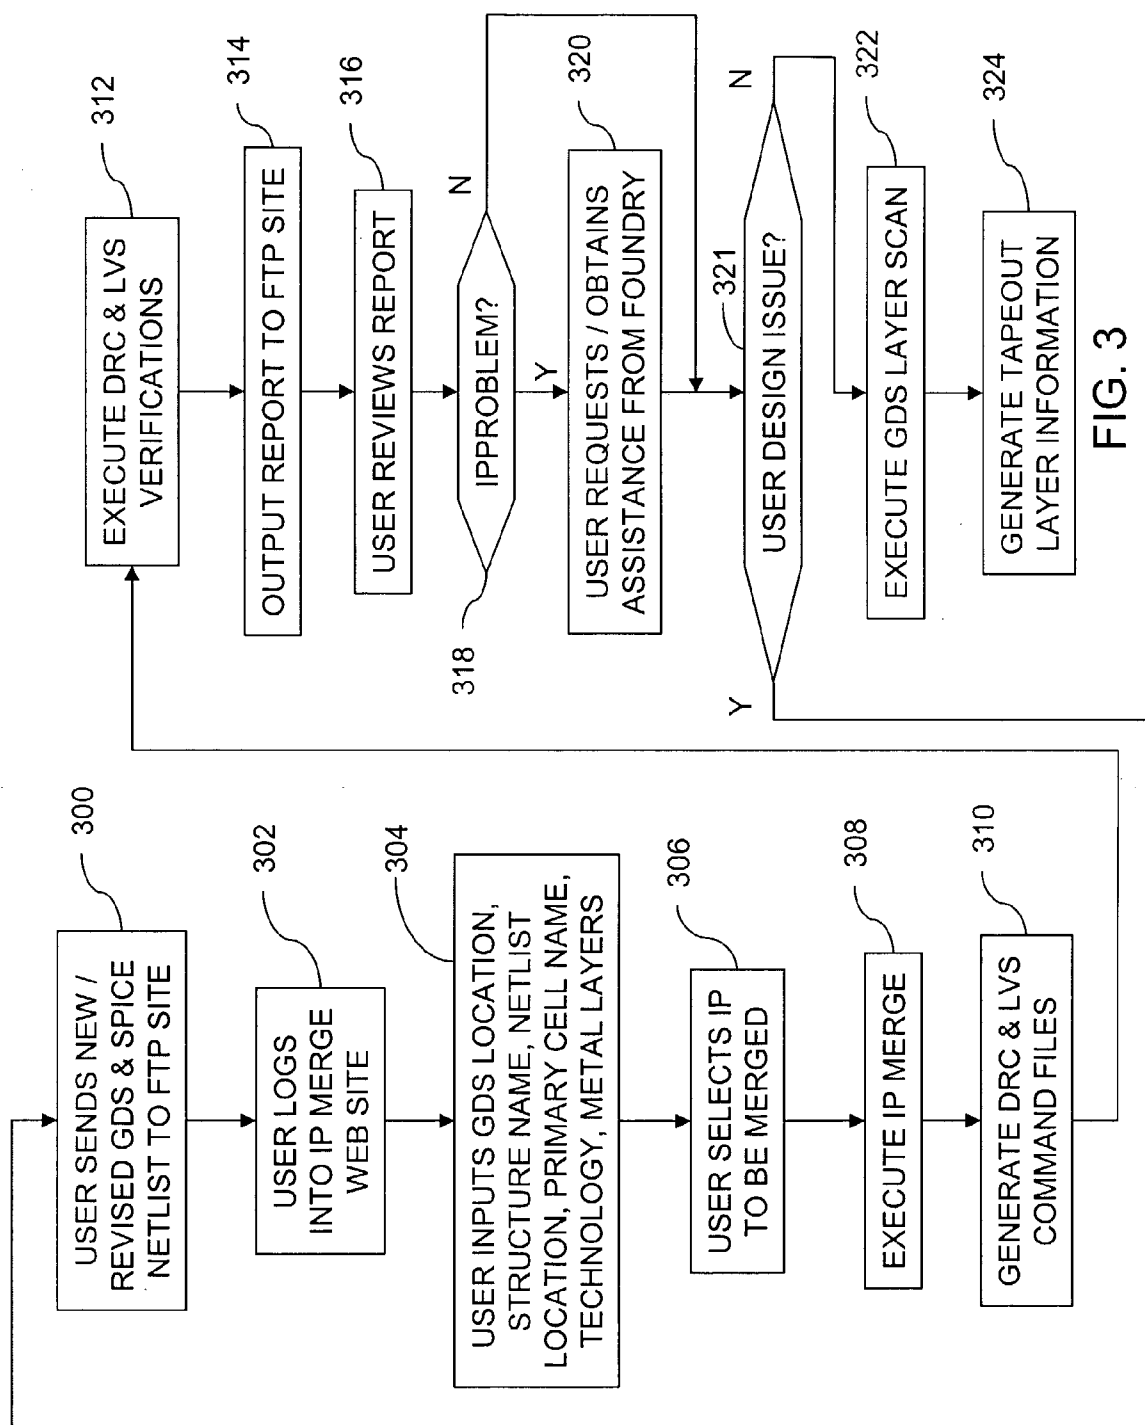 300
USER SENDS NEW /
REVISED GDS & SPICE
NETLIST TO FTP SITE
302
USER LOGS
INTO IP MERGE
WEB SITE
304
USER INPUTS GDS LOCATION,
STRUCTURE NAME, NETLIST
LOCATION, PRIMARY CELL NAME,
TECHNOLOGY, METAL LAYERS
306
USER SELECTS IP
TO BE MERGED
308
EXECUTE IP MERGE
310
GENERATE DRC & LVS
COMMAND FILES
312
EXECUTE DRC & LVS
VERIFICATIONS
314
OUTPUT REPORT TO FTP SITE
316
USER REVIEWS REPORT
318
IPPROBLEM?
N
Y
320
USER REQUESTS / OBTAINS
ASSISTANCE FROM FOUNDRY
321
USER DESIGN ISSUE?
Y
N
322
EXECUTE GDS LAYER SCAN
324
GENERATE TAPEOUT
LAYER INFORMATION
FIG. 3